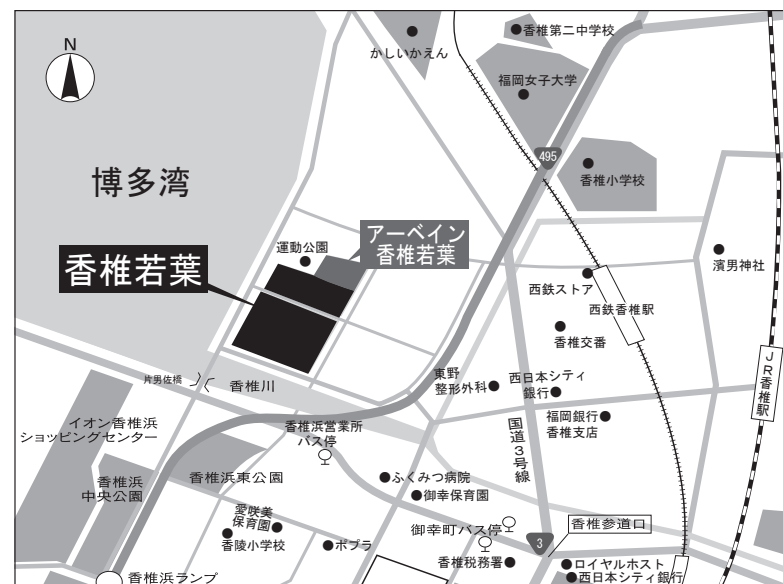 N
かしいかえん
香椎第二中学校
福岡女子大学
495
香椎小学校
博多湾
運動公園
アーベイン
香椎若葉
香椎若葉
濱男神社
西鉄ストア
西鉄香椎駅
香椎交番
JR香椎駅
片男佐橋
香椎川
東野
整形外科
西日本シティ
銀行
国道3号線
福岡銀行
香椎支店
イオン香椎浜
ショッピングセンター
香椎浜営業所
バス停
香椎浜
中央公園
香椎浜東公園
ふくみつ病院
御幸保育園
愛咲美
保育園
香陵小学校
ポプラ
御幸町バス停
香椎参道口
3
香椎税務署
ロイヤルホスト
西日本シティ銀行
香椎浜ランプ